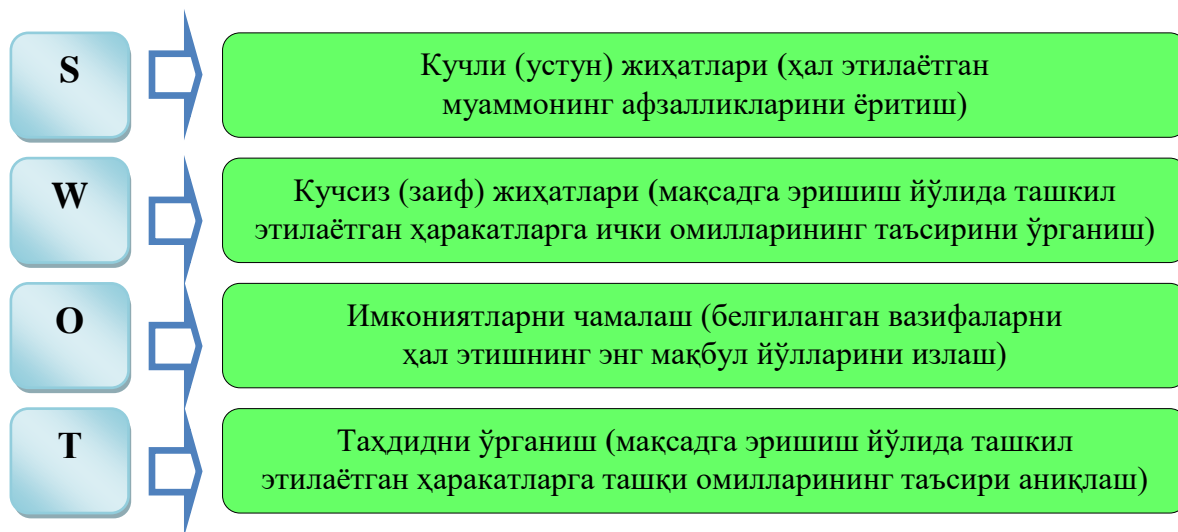 S
Кучли (устун) жиҳатлари (ҳал этилаётган
муаммонинг афзалликларини ёритиш)
W
Кучсиз (заиф) жиҳатлари (мақсадга эришиш йўлида ташкил
этилаётган ҳаракатларга ички омилларининг таъсирини ўрганиш)
O
Имкониятларни чамалаш (белгиланган вазифаларни
ҳал этишнинг энг мақбул йўлларини излаш)
T
Таҳдидни ўрганиш (мақсадга эришиш йўлида ташкил
этилаётган ҳаракатларга ташқи омилларининг таъсири аниқлаш)